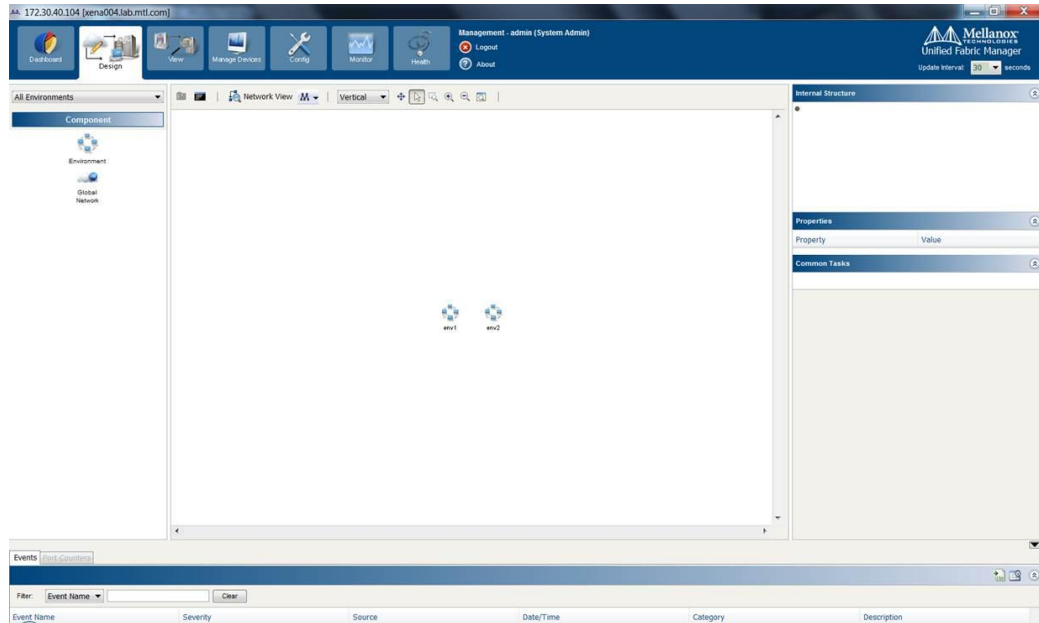 172.30.40.104 [xena004.lab.mtl.com]
Dashboard
Design
View
Manage Devices
Config
Monitor
Health
Management - admin (System Admin)
Logout
About
Mellanox
TECHNOLOGIES
Unified Fabric Manager
Update Interval: 30 seconds
All Environments
Network View
Vertical
Component
Environment
Global
Network
env1
env2
Internal Structure
Properties
Property
Value
Common Tasks
Events
Port Counters
Filter:
Event Name
Clear
Event Name
Severity
Source
Date/Time
Category
Description